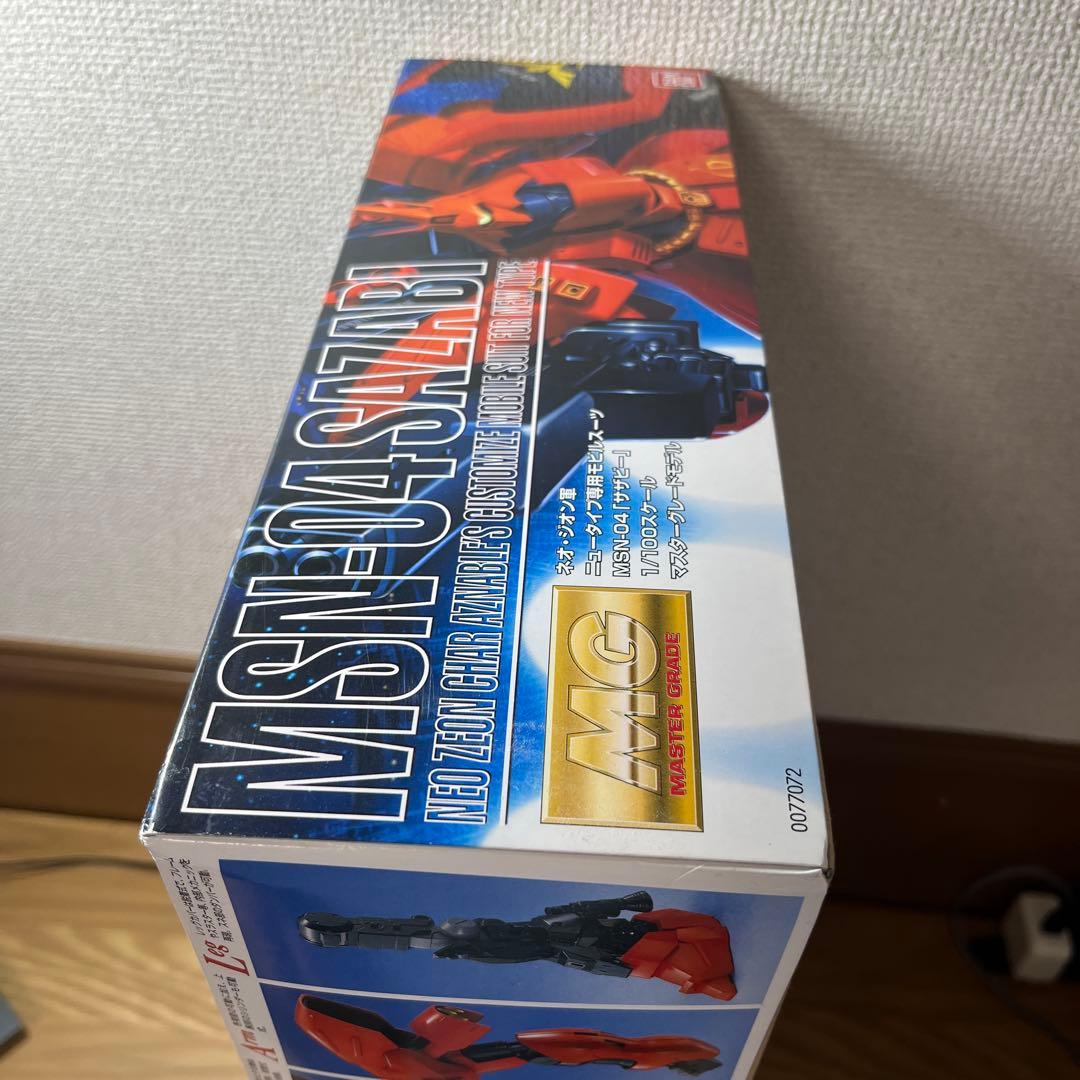 MSN-04 SAZABI
NEO ZEON CHAR AZNABLE'S CUSTOMIZE MOBILE SUIT FOR NEW TYPE
ネオ・ジオン軍
ニュータイプ専用モビルスーツ
MSN-04「サザビー」
1/100スケール
マスターグレードモデル
MG
MASTER GRADE
0077072
Leg
Arm